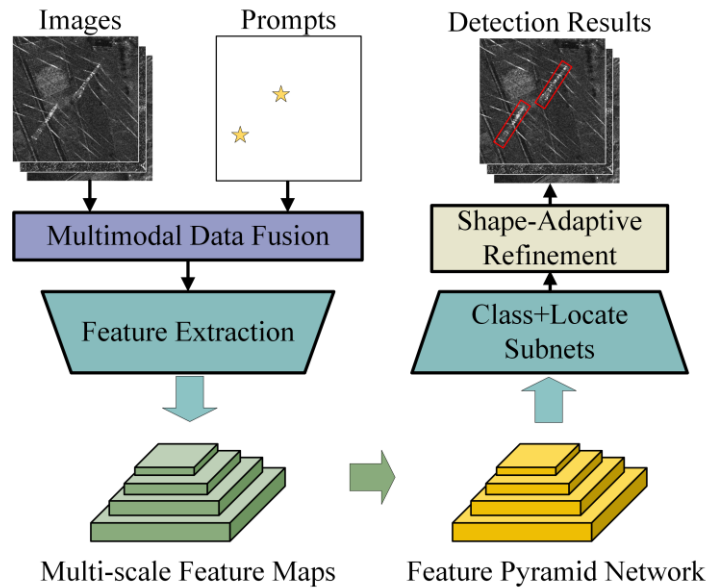 Images
Prompts
Detection Results
Multimodal Data Fusion
Shape-Adaptive
Refinement
Feature Extraction
Class+Locate
Subnets
Multi-scale Feature Maps
Feature Pyramid Network